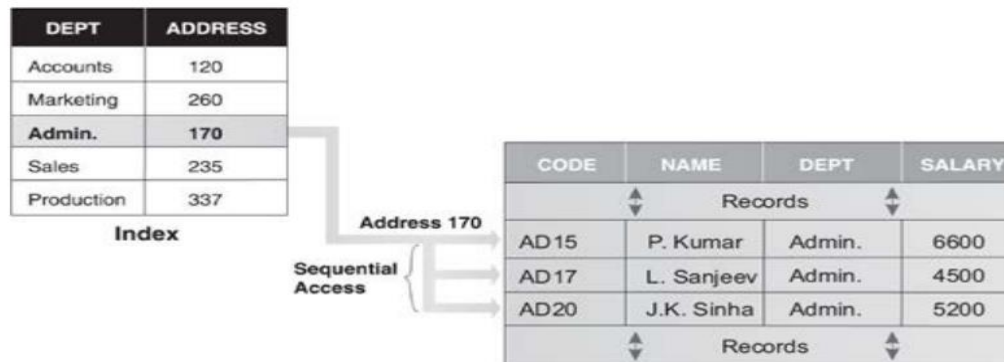 DEPT ADDRESS
Accounts 120
Marketing 260
Admin. 170
Sales 235
Production 337
Index
Address 170
Sequential
Access
CODE NAME DEPT SALARY
Records
AD15 P. Kumar Admin. 6600
AD17 L. Sanjeev Admin. 4500
AD20 J.K. Sinha Admin. 5200
Records